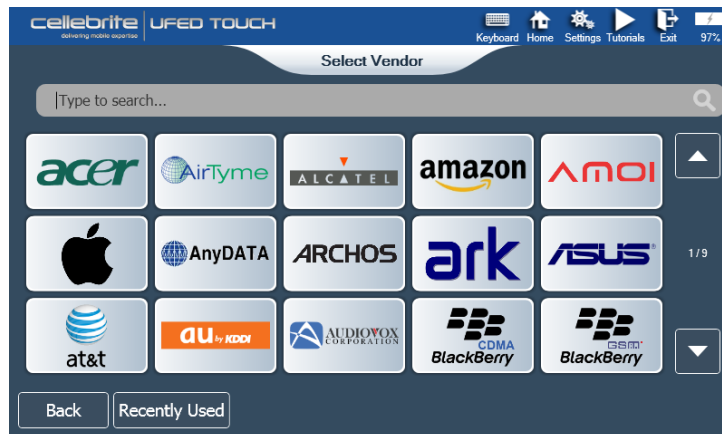 cellebrite UFED TOUCH
delivering mobile expertise
Keyboard Home Settings Tutorials Exit 97%
Select Vendor
Type to search...
acer AirTyme ALCATEL amazon AMOI
AnyDATA ARCHOS ark ASUS 1/9
at&t au by KDDI AUDIOVOX CORPORATION BlackBerry CDMA BlackBerry GSM
Back Recently Used